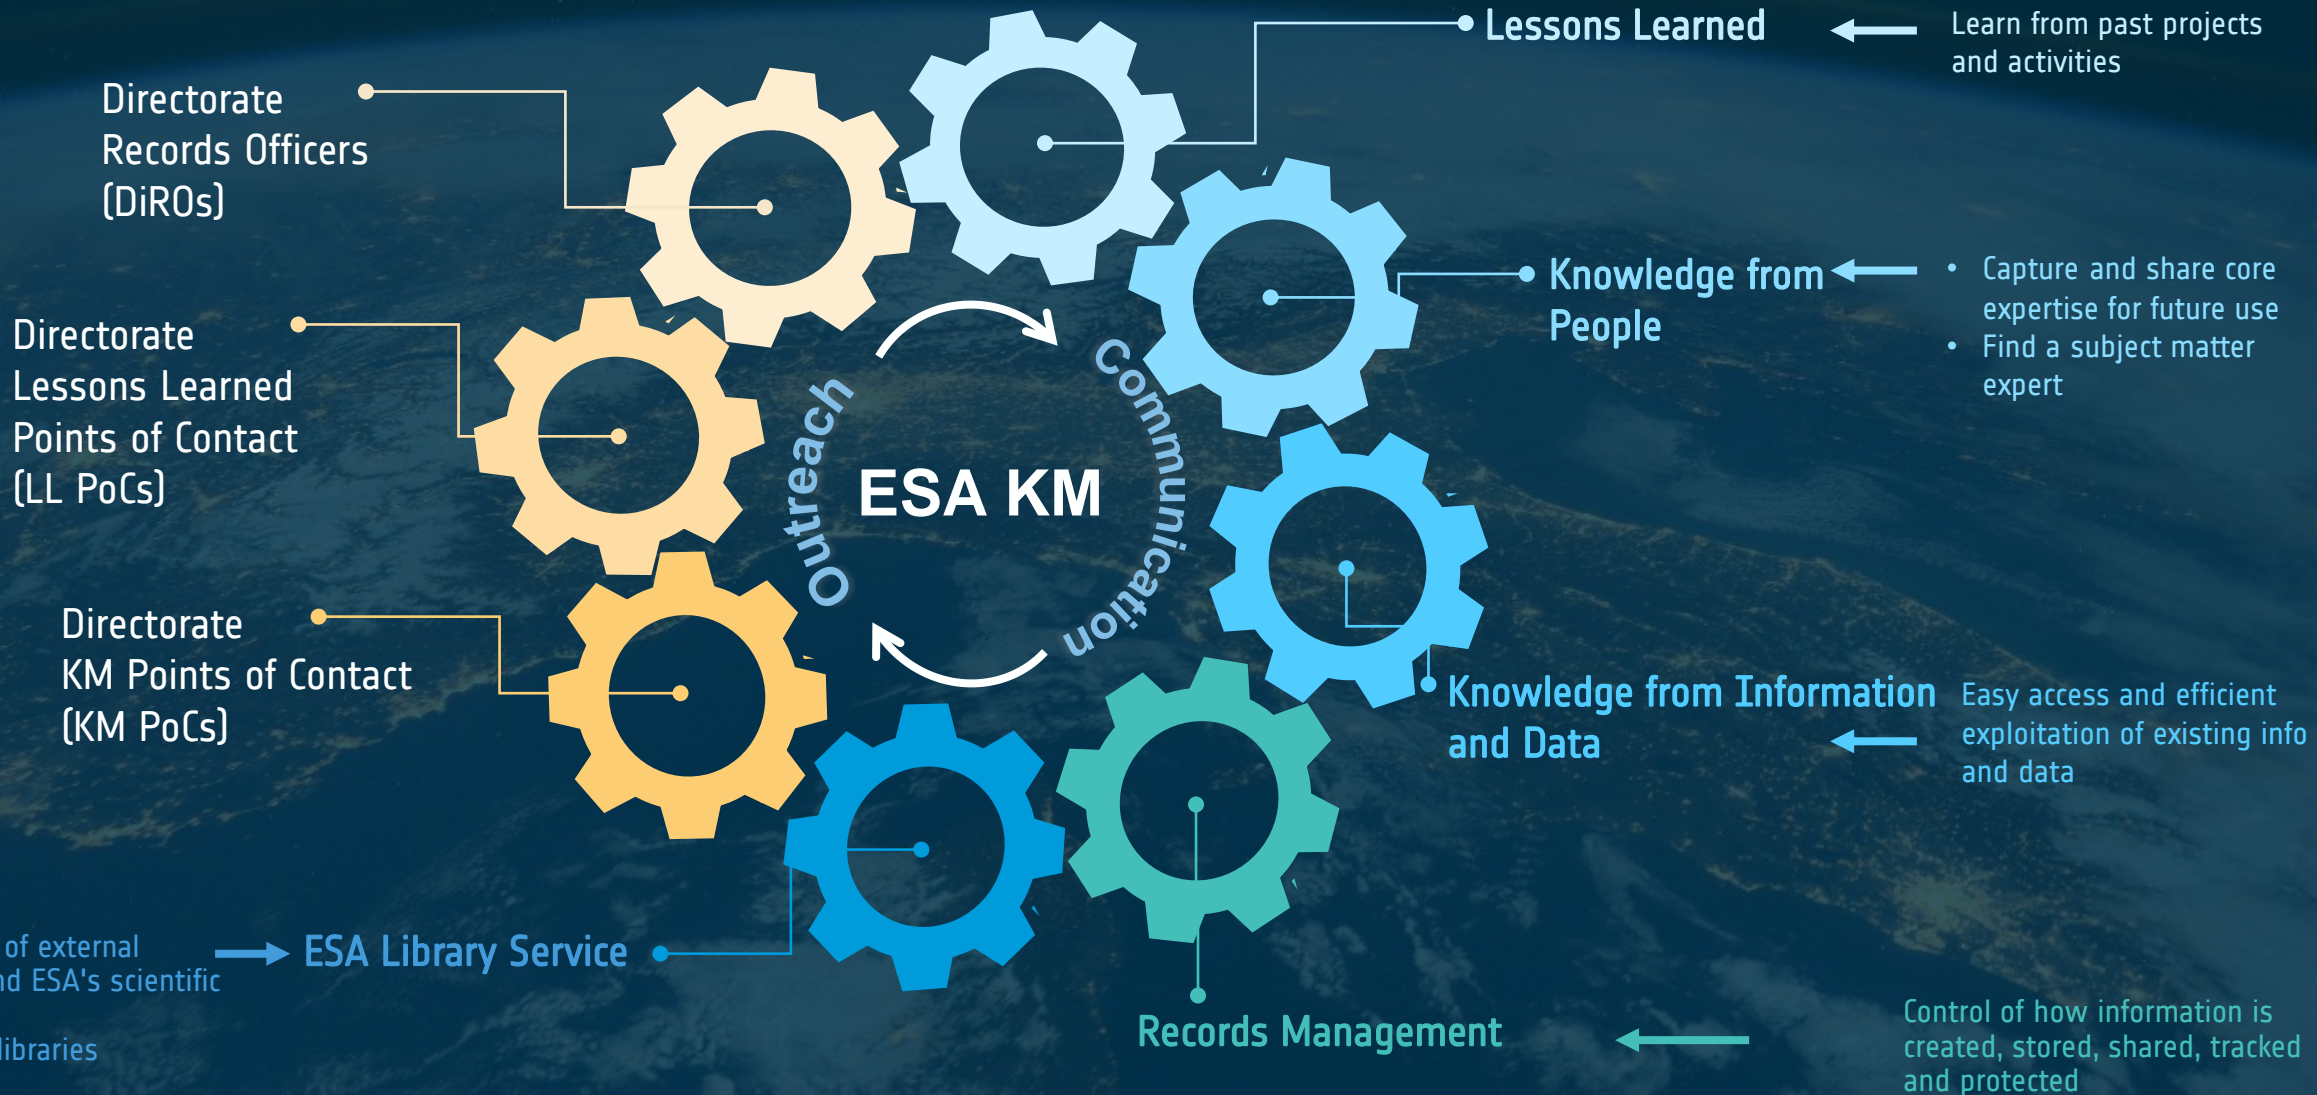 Lessons Learned
Learn from past projects
and activities
Directorate
Records Officers
(DiROs)
Knowledge from
People
• Capture and share core
expertise for future use
• Find a subject matter
expert
Directorate
Lessons Learned
Points of Contact
(LL PoCs)
Outreach
ESA KM
Communication
Directorate
KM Points of Contact
(KM PoCs)
Knowledge from Information
and Data
Easy access and efficient
exploitation of existing info
and data
of external
ESA's scientific
libraries
ESA Library Service
Records Management
Control of how information is
created, stored, shared, tracked
and protected